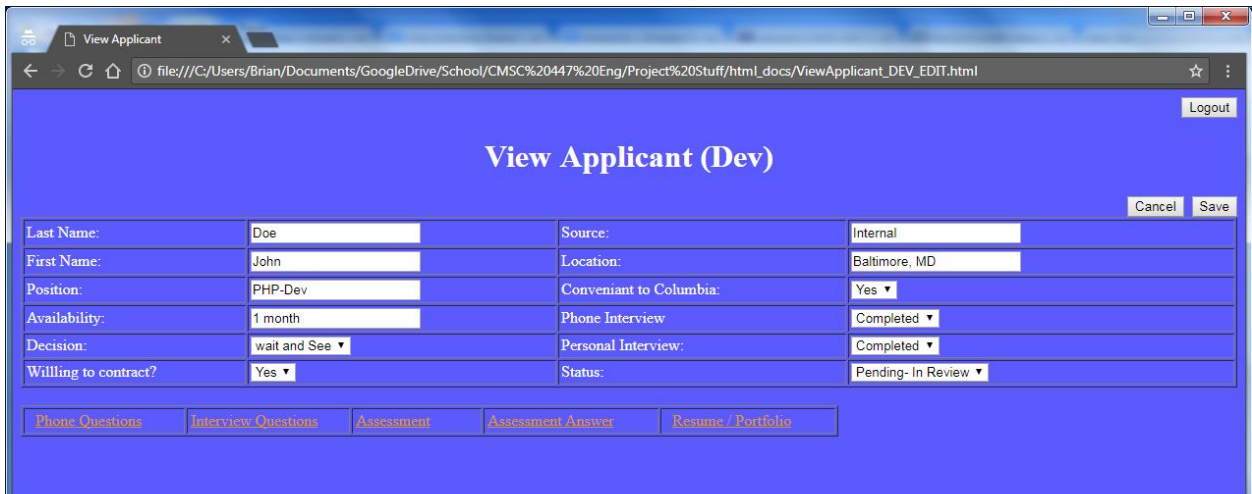 View Applicant
file:///C:/Users/Brian/Documents/GoogleDrive/School/CMSC%20447%20Eng/Project%20Stuff/html_docs/ViewApplicant_DEV_EDIT.html
Logout
View Applicant (Dev)
Cancel Save
Last Name: Doe Source: Internal
First Name: John Location: Baltimore, MD
Position: PHP-Dev Conveniant to Columbia: Yes
Availability: 1 month Phone Interview Completed
Decision: wait and See Personal Interview: Completed
Willling to contract? Yes Status: Pending- In Review
Phone Questions Interview Questions Assessment Assessment Answer Resume / Portfolio